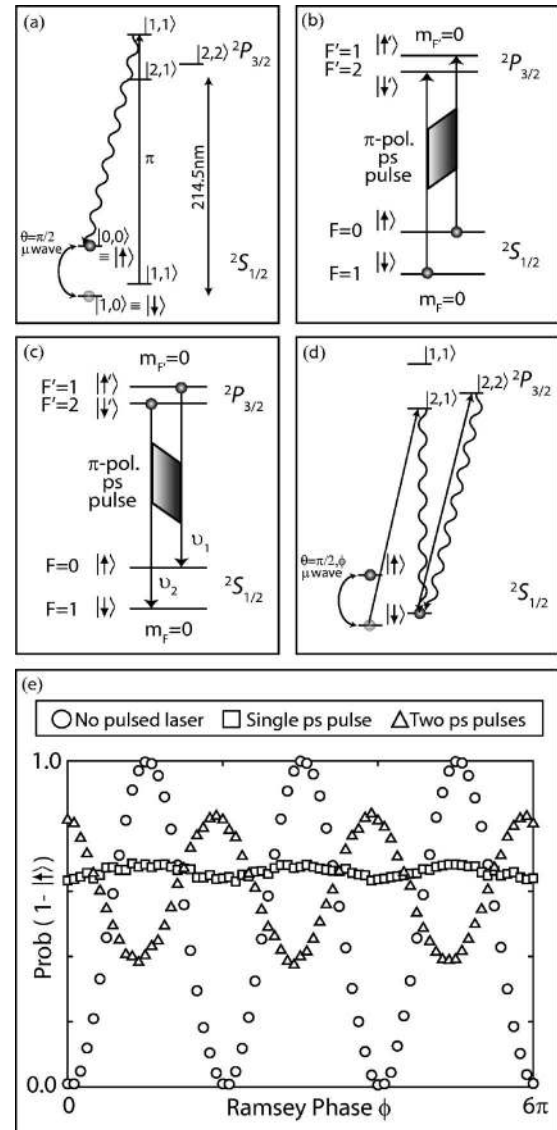 (a)
|1,1⟩
|2,2⟩ ²P₃/₂
|2,1⟩
π
214.5nm
θ=π/2
μwave
|0,0⟩
≡ |↑⟩
|1,1⟩
²S₁/₂
|1,0⟩ ≡ |↓⟩
(b)
mF'=0
F'=1 |↑'⟩
F'=2
|↓'⟩
²P₃/₂
π-pol.
ps
pulse
F=0 |↑⟩
²S₁/₂
F=1 |↓⟩
mF=0
(c)
mF'=0
F'=1 |↑'⟩
F'=2 |↓'⟩
²P₃/₂
π-pol.
ps
pulse
υ₁
F=0 |↑⟩
υ₂
²S₁/₂
F=1 |↓⟩
mF=0
(d)
|1,1⟩
|2,2⟩ ²P₃/₂
|2,1⟩
θ=π/2,ϕ
μwave
|↑⟩
²S₁/₂
|↓⟩
(e)
No pulsed laser Single ps pulse Two ps pulses
1.0
Prob ( 1- |↑⟩)
0.0
0 Ramsey Phase ϕ 6π